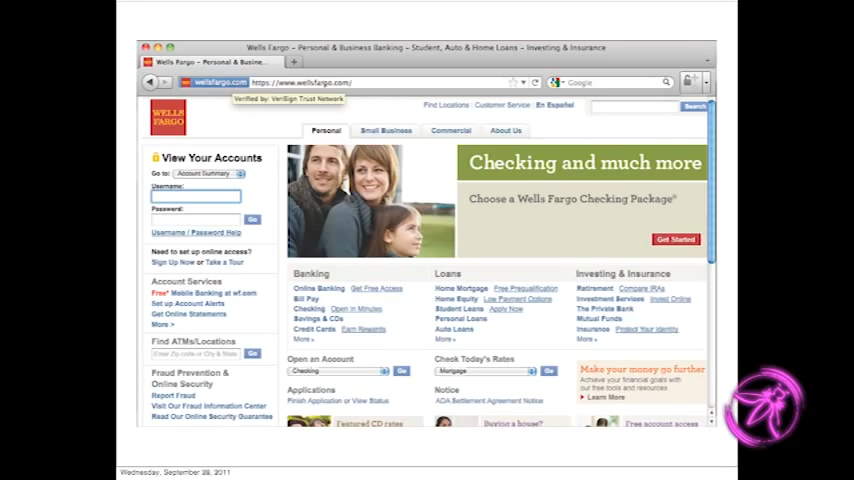 Wells Fargo – Personal & Business Banking – Student, Auto & Home Loans – Investing & Insurance
Wells Fargo – Personal & Busine...
wellsfargo.com https://www.wellsfargo.com/
Google
Verified by: VeriSign Trust Network
Find Locations Customer Service En Español
Search
WELLS
FARGO
Personal Small Business Commercial About Us
View Your Accounts
Go to: Account Summary
Username:
Password:
Go
Username / Password Help
Need to set up online access?
Sign Up Now or Take a Tour
Account Services
Free* Mobile Banking at wf.com
Set up Account Alerts
Get Online Statements
More >
Find ATMs/Locations
Enter Zip code or City & State
Go
Fraud Prevention &
Online Security
Report Fraud
Visit Our Fraud Information Center
Read Our Online Security Guarantee
Checking and much more
Choose a Wells Fargo Checking Package®
Get Started
Banking
Online Banking Get Free Access
Bill Pay
Checking Open in Minutes
Savings & CDs
Credit Cards Earn Rewards
More >
Loans
Home Mortgage Free Prequalification
Home Equity Low Payment Options
Student Loans Apply Now
Personal Loans
Auto Loans
More >
Investing & Insurance
Retirement Compare IRAs
Investment Services Invest Online
The Private Bank
Mutual Funds
Insurance Protect Your Identity
More >
Open an Account
Checking Go
Check Today's Rates
Mortgage Go
Make your money go further
Achieve your financial goals with
our free tools and resources
Learn More
Applications
Finish Application or View Status
Notice
ADA Settlement Agreement Notice
Featured CD rates
Buying a house?
Free account access
Wednesday, September 28, 2011